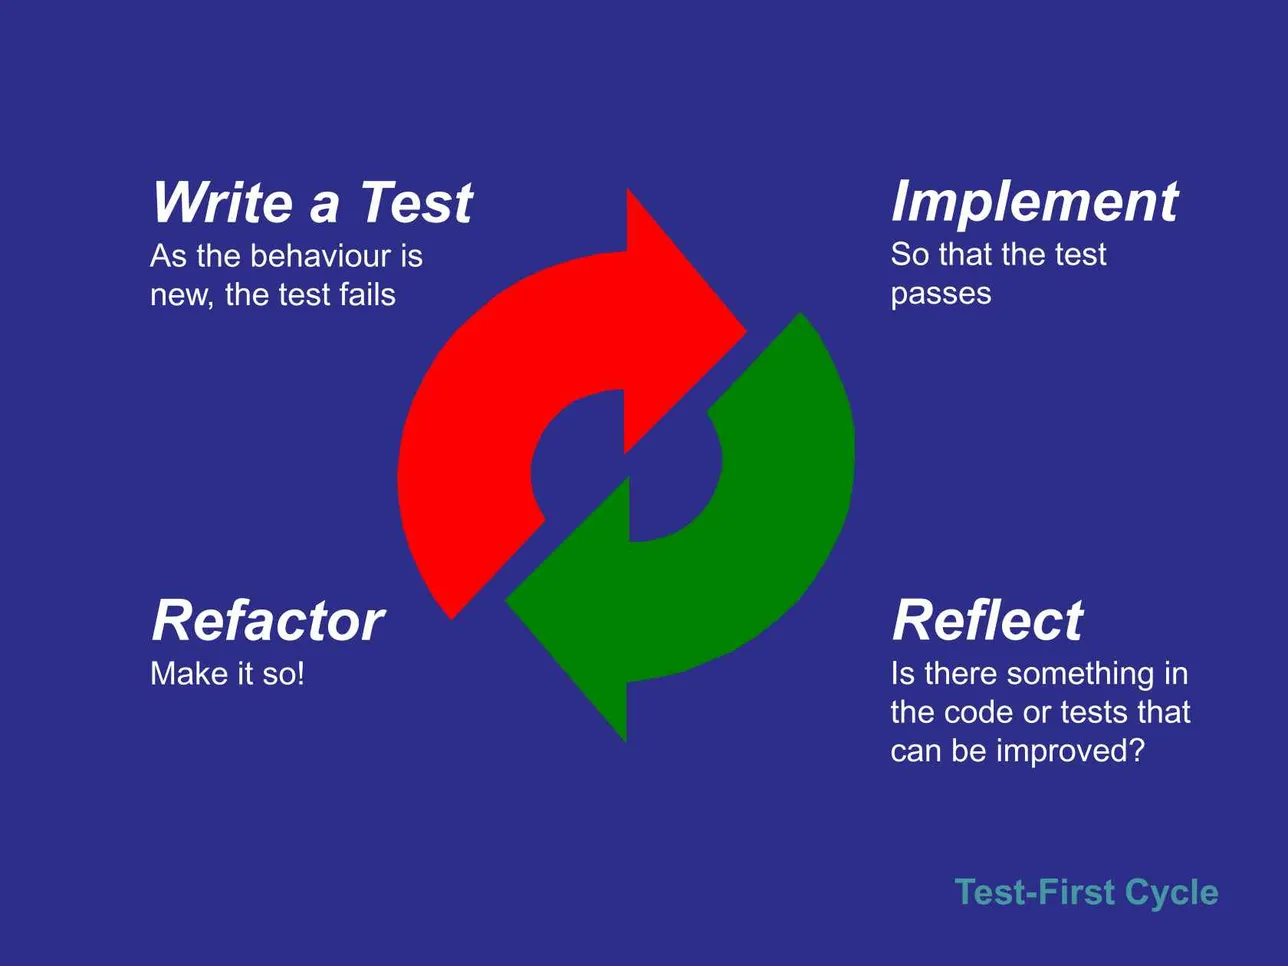 Write a Test
As the behaviour is
new, the test fails
Implement
So that the test
passes
Refactor
Make it so!
Reflect
Is there something in
the code or tests that
can be improved?
Test-First Cycle